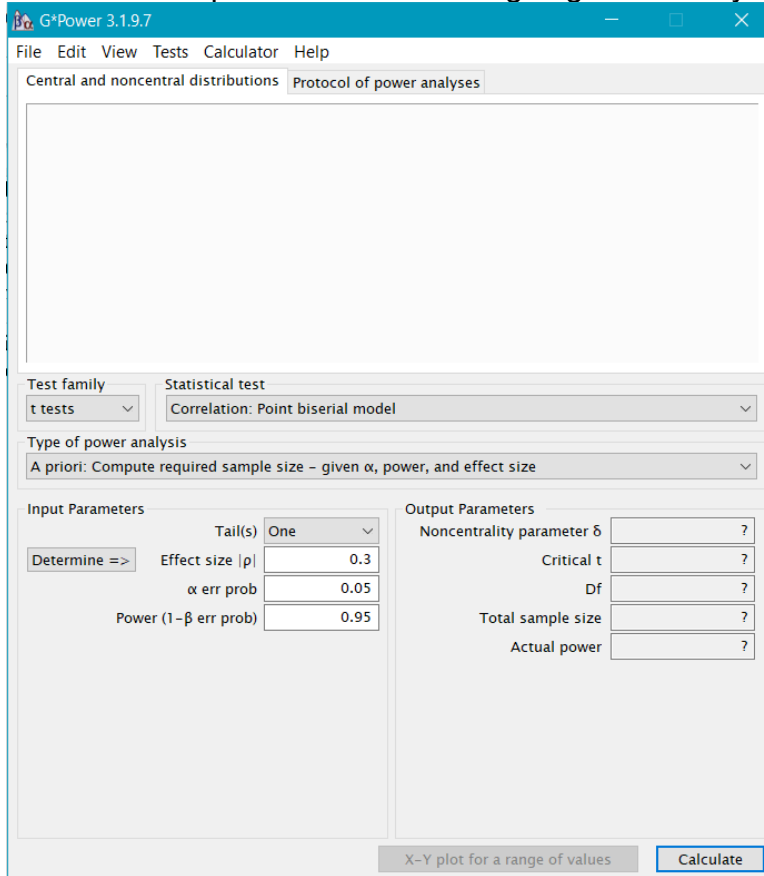 G*Power 3.1.9.7
File Edit View Tests Calculator Help
Central and noncentral distributions Protocol of power analyses
Test family Statistical test
t tests Correlation: Point biserial model
Type of power analysis
A priori: Compute required sample size – given α, power, and effect size
Input Parameters Output Parameters
Tail(s) One Noncentrality parameter δ ?
Determine => Effect size |ρ| 0.3 Critical t ?
α err prob 0.05 Df ?
Power (1-β err prob) 0.95 Total sample size ?
Actual power ?
X-Y plot for a range of values Calculate